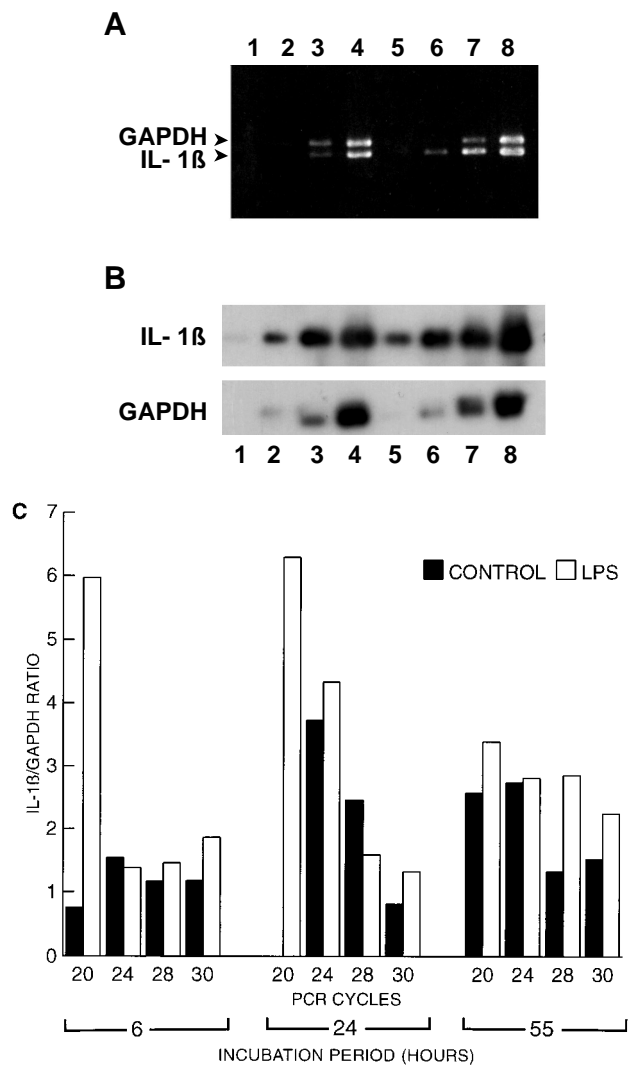 A
1 2 3 4 5 6 7 8
GAPDH
IL- 1ß
B
IL- 1ß
GAPDH
1 2 3 4 5 6 7 8
C
7
6
5
4
3
2
1
0
IL-1ß/GAPDH RATIO
CONTROL LPS
20 24 28 30 20 24 28 30 20 24 28 30
PCR CYCLES
6 24 55
INCUBATION PERIOD (HOURS)